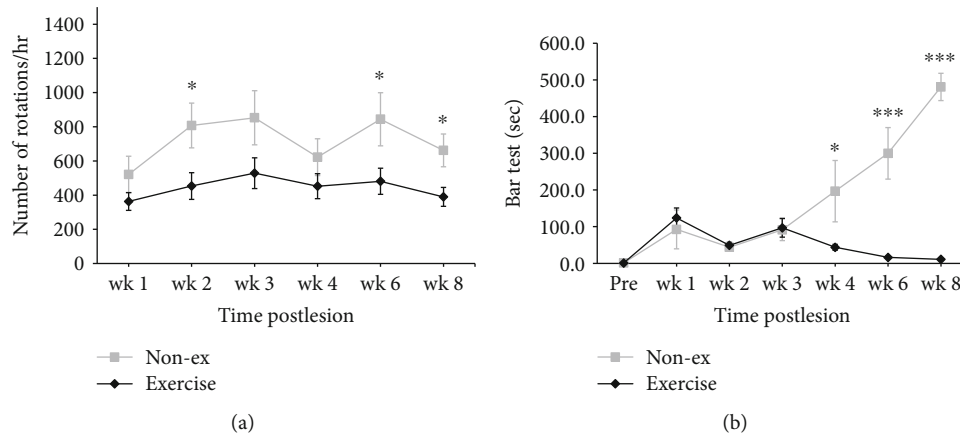 1400
1200
1000
800
600
400
200
0
Number of rotations/hr
*
*
*
wk 1 wk 2 wk 3 wk 4 wk 6 wk 8
Time postlesion
Non-ex
Exercise
(a)
600.0
500.0
400.0
300.0
200.0
100.0
0.0
Bar test (sec)
*
***
***
Pre wk 1 wk 2 wk 3 wk 4 wk 6 wk 8
Time postlesion
Non-ex
Exercise
(b)